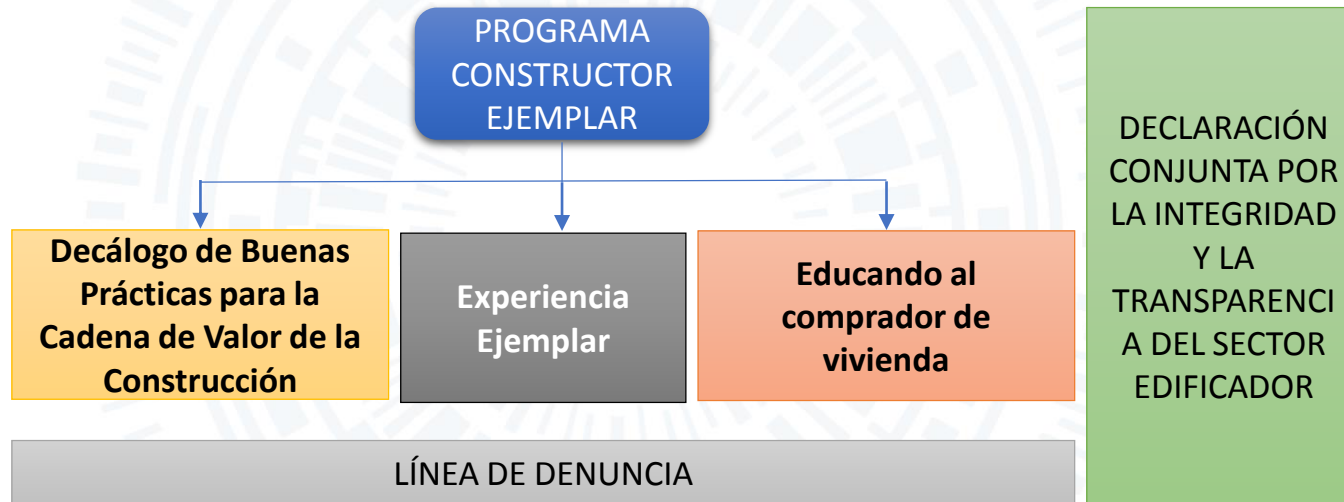 PROGRAMA
CONSTRUCTOR
EJEMPLAR
Decálogo de Buenas
Prácticas para la
Cadena de Valor de la
Construcción
Experiencia
Ejemplar
Educando al
comprador de
vivienda
LÍNEA DE DENUNCIA
DECLARACIÓN
CONJUNTA POR
LA INTEGRIDAD
Y LA
TRANSPARENCI
A DEL SECTOR
EDIFICADOR